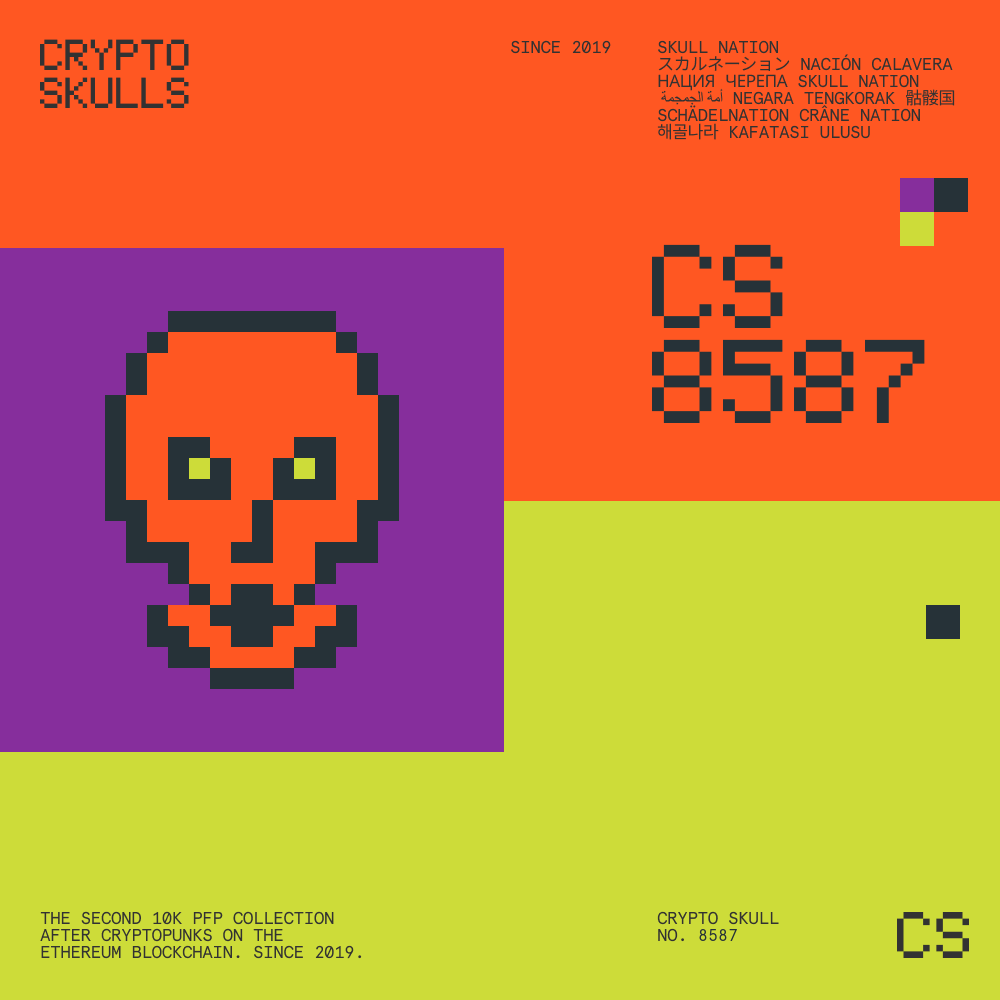 CRYPTO
SKULLS
SINCE 2019
SKULL NATION
スカルネーション NACIÓN CALAVERA
НАЦИЯ ЧЕРЕПА SKULL NATION
أمة الجمجمة NEGARA TENGKORAK 骷髅国
SCHÄDELNATION CRÂNE NATION
해골나라 KAFATASI ULUSU
CS
8587
THE SECOND 10K PFP COLLECTION
AFTER CRYPTOPUNKS ON THE
ETHEREUM BLOCKCHAIN. SINCE 2019.
CRYPTO SKULL
NO. 8587
CS